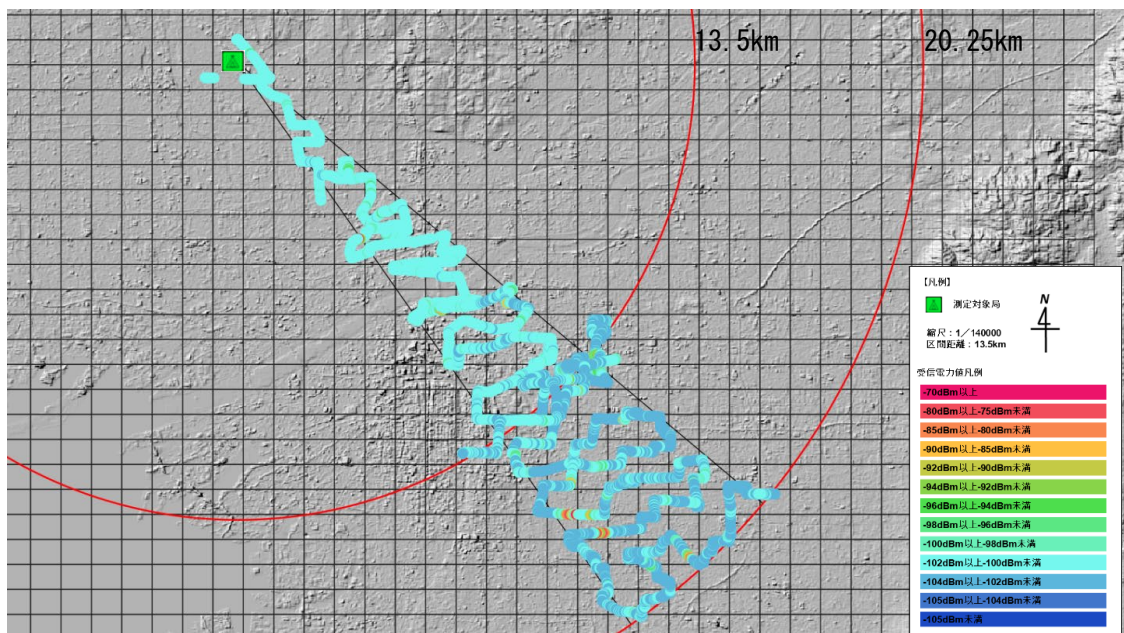 13.5km
20.25km
【凡例】
測定対象局
N
縮尺：1／140000
区間距離：13.5km
受信電力値凡例
-70dBm以上
-80dBm以上-75dBm未満
-85dBm以上-80dBm未満
-90dBm以上-85dBm未満
-92dBm以上-90dBm未満
-94dBm以上-92dBm未満
-96dBm以上-94dBm未満
-98dBm以上-96dBm未満
-100dBm以上-98dBm未満
-102dBm以上-100dBm未満
-104dBm以上-102dBm未満
-105dBm以上-104dBm未満
-105dBm未満